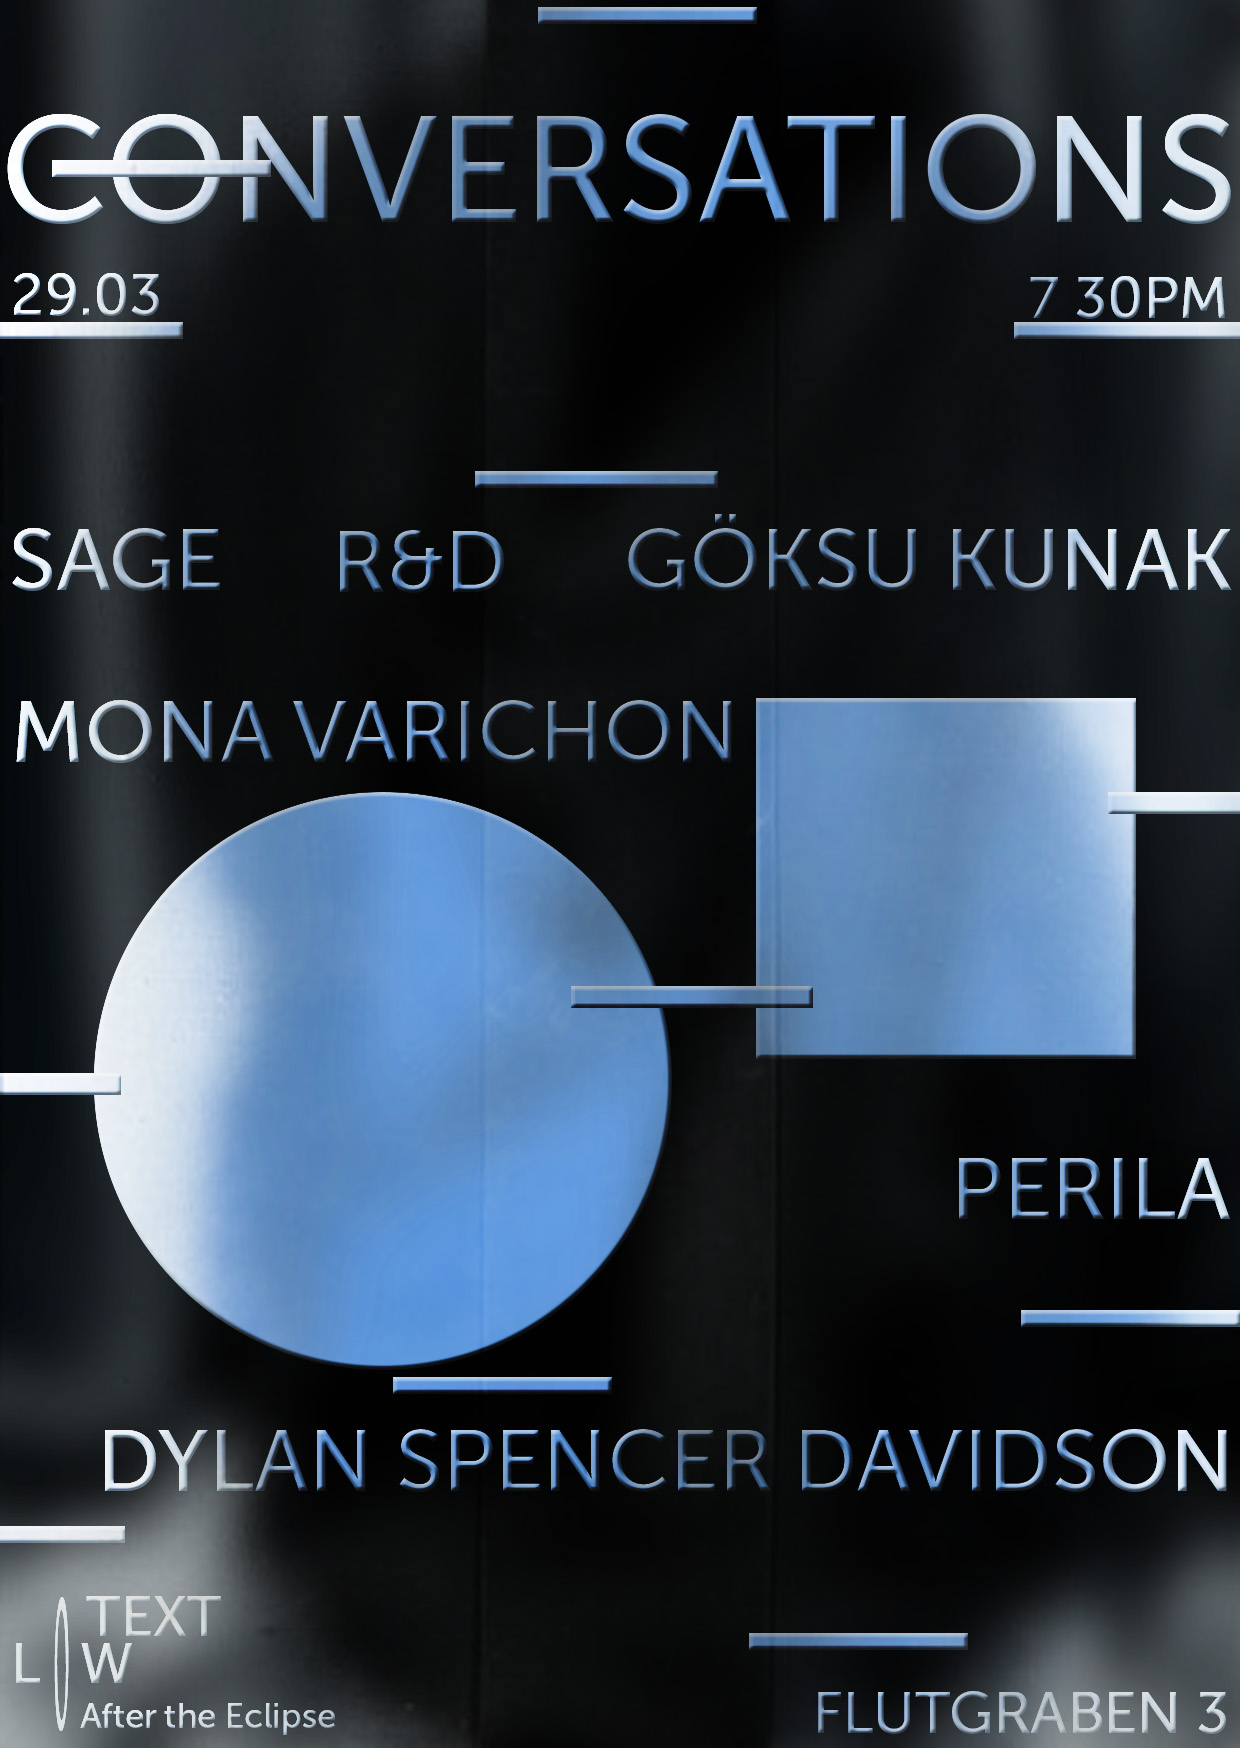 CONVERSATIONS
29.03
7 30PM
SAGE R&D GÖKSU KUNAK
MONA VARICHON
PERILA
DYLAN SPENCER DAVIDSON
TEXT
LOW
After the Eclipse
FLUTGRABEN 3